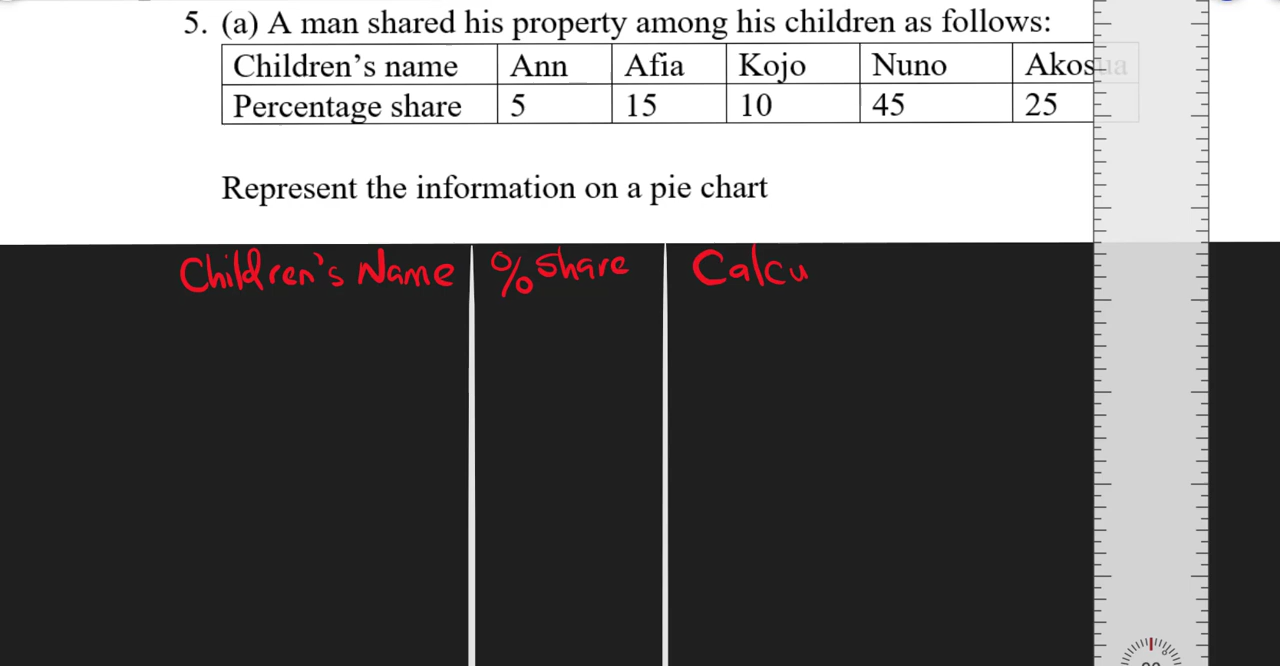 5. (a) A man shared his property among his children as follows:
Children's name Ann Afia Kojo Nuno Akosua
Percentage share 5 15 10 45 25
Represent the information on a pie chart
Children's Name % Share Calcu